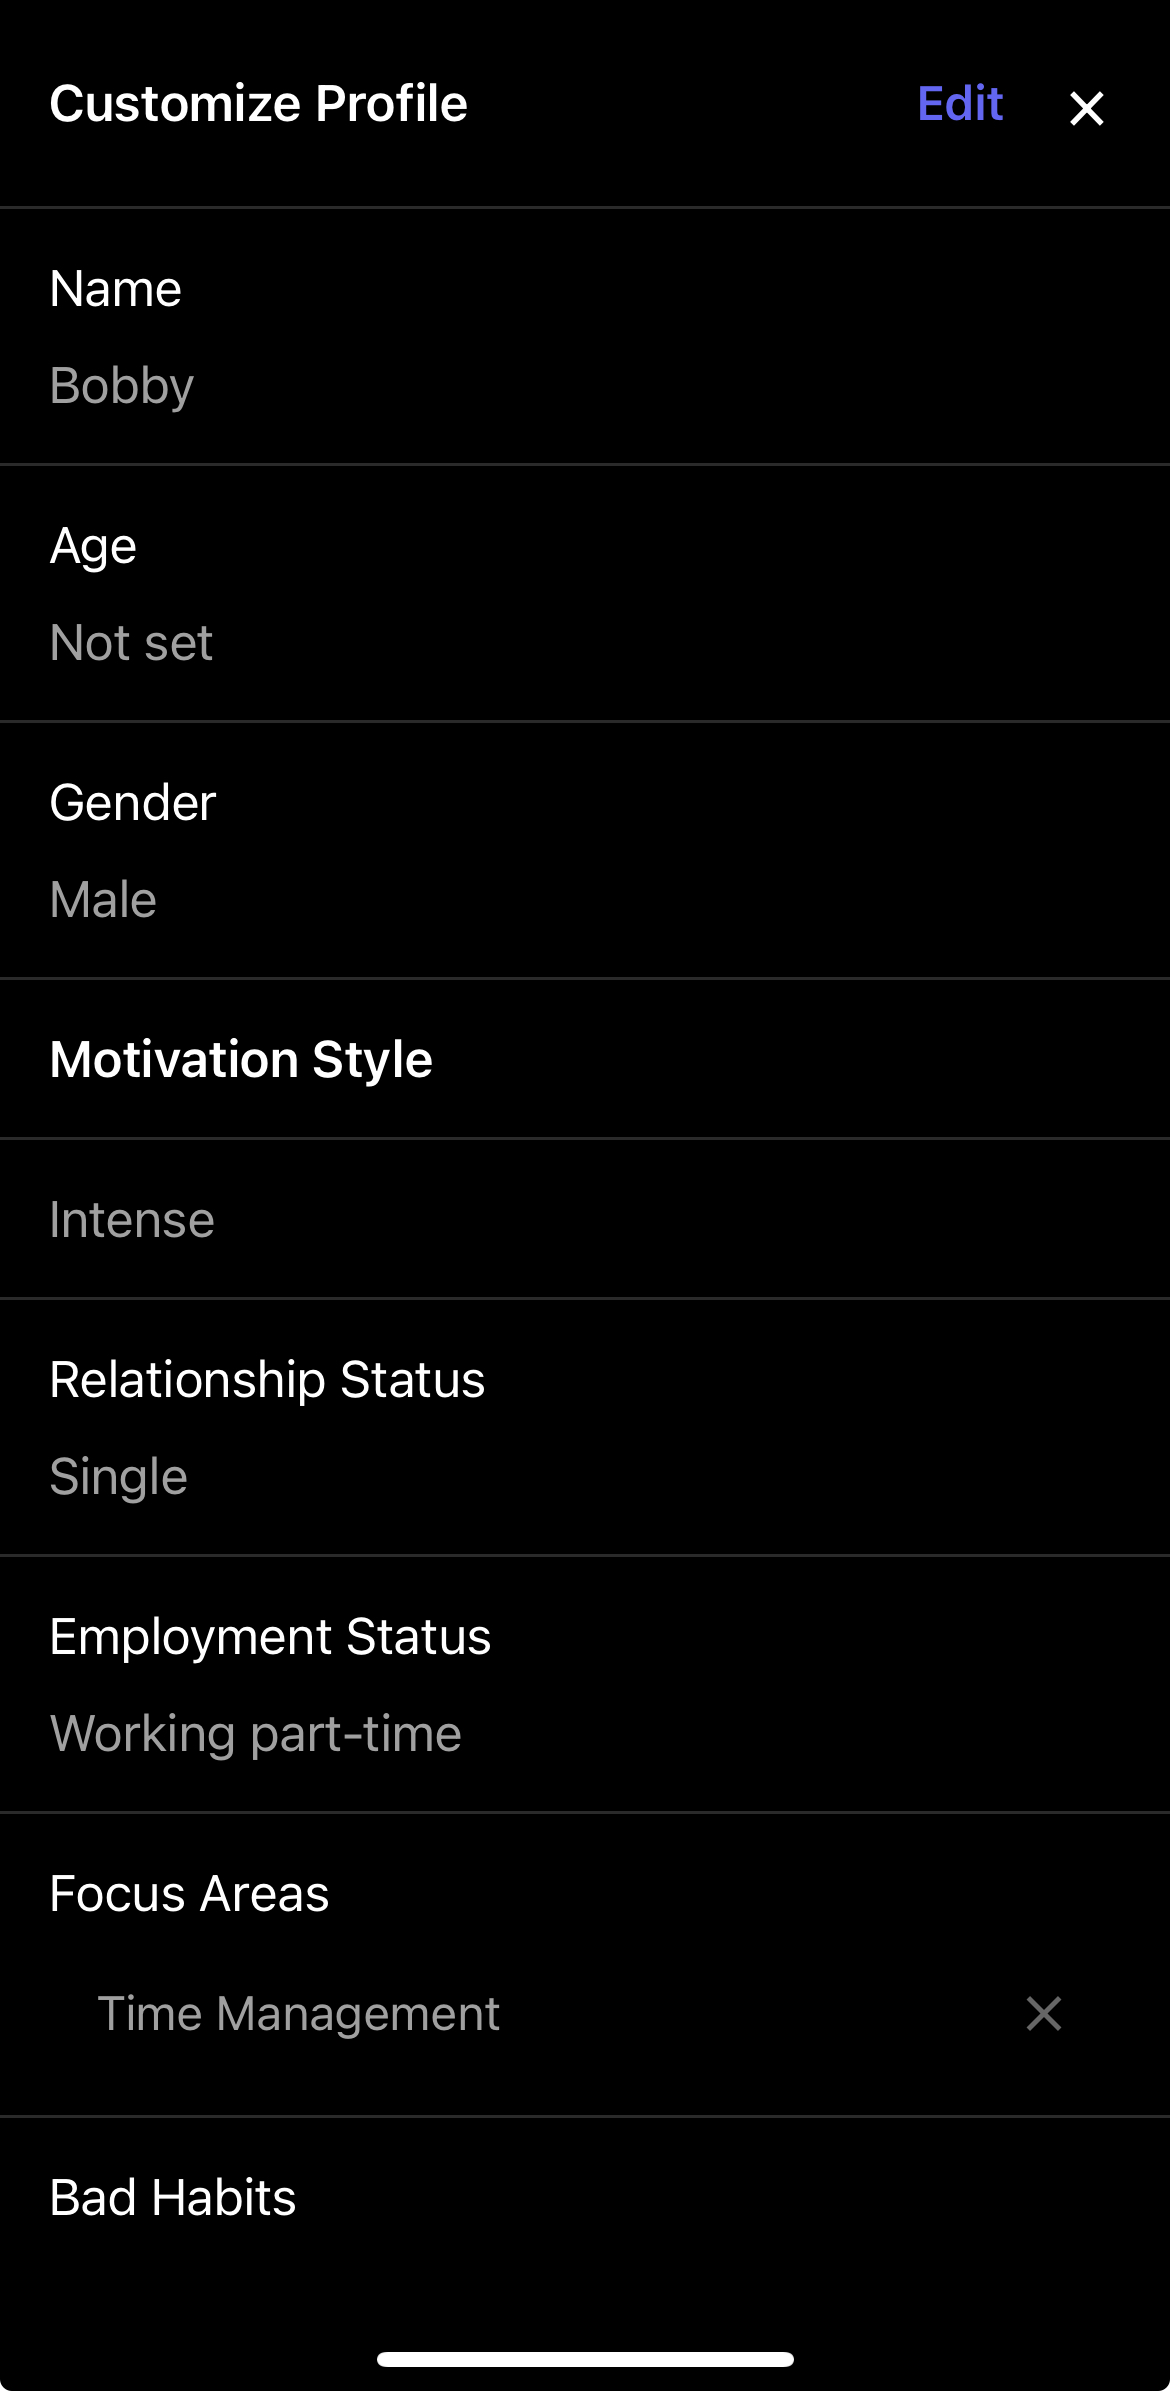 Customize Profile Edit
Name
Bobby
Age
Not set
Gender
Male
Motivation Style
Intense
Relationship Status
Single
Employment Status
Working part-time
Focus Areas
Time Management
Bad Habits